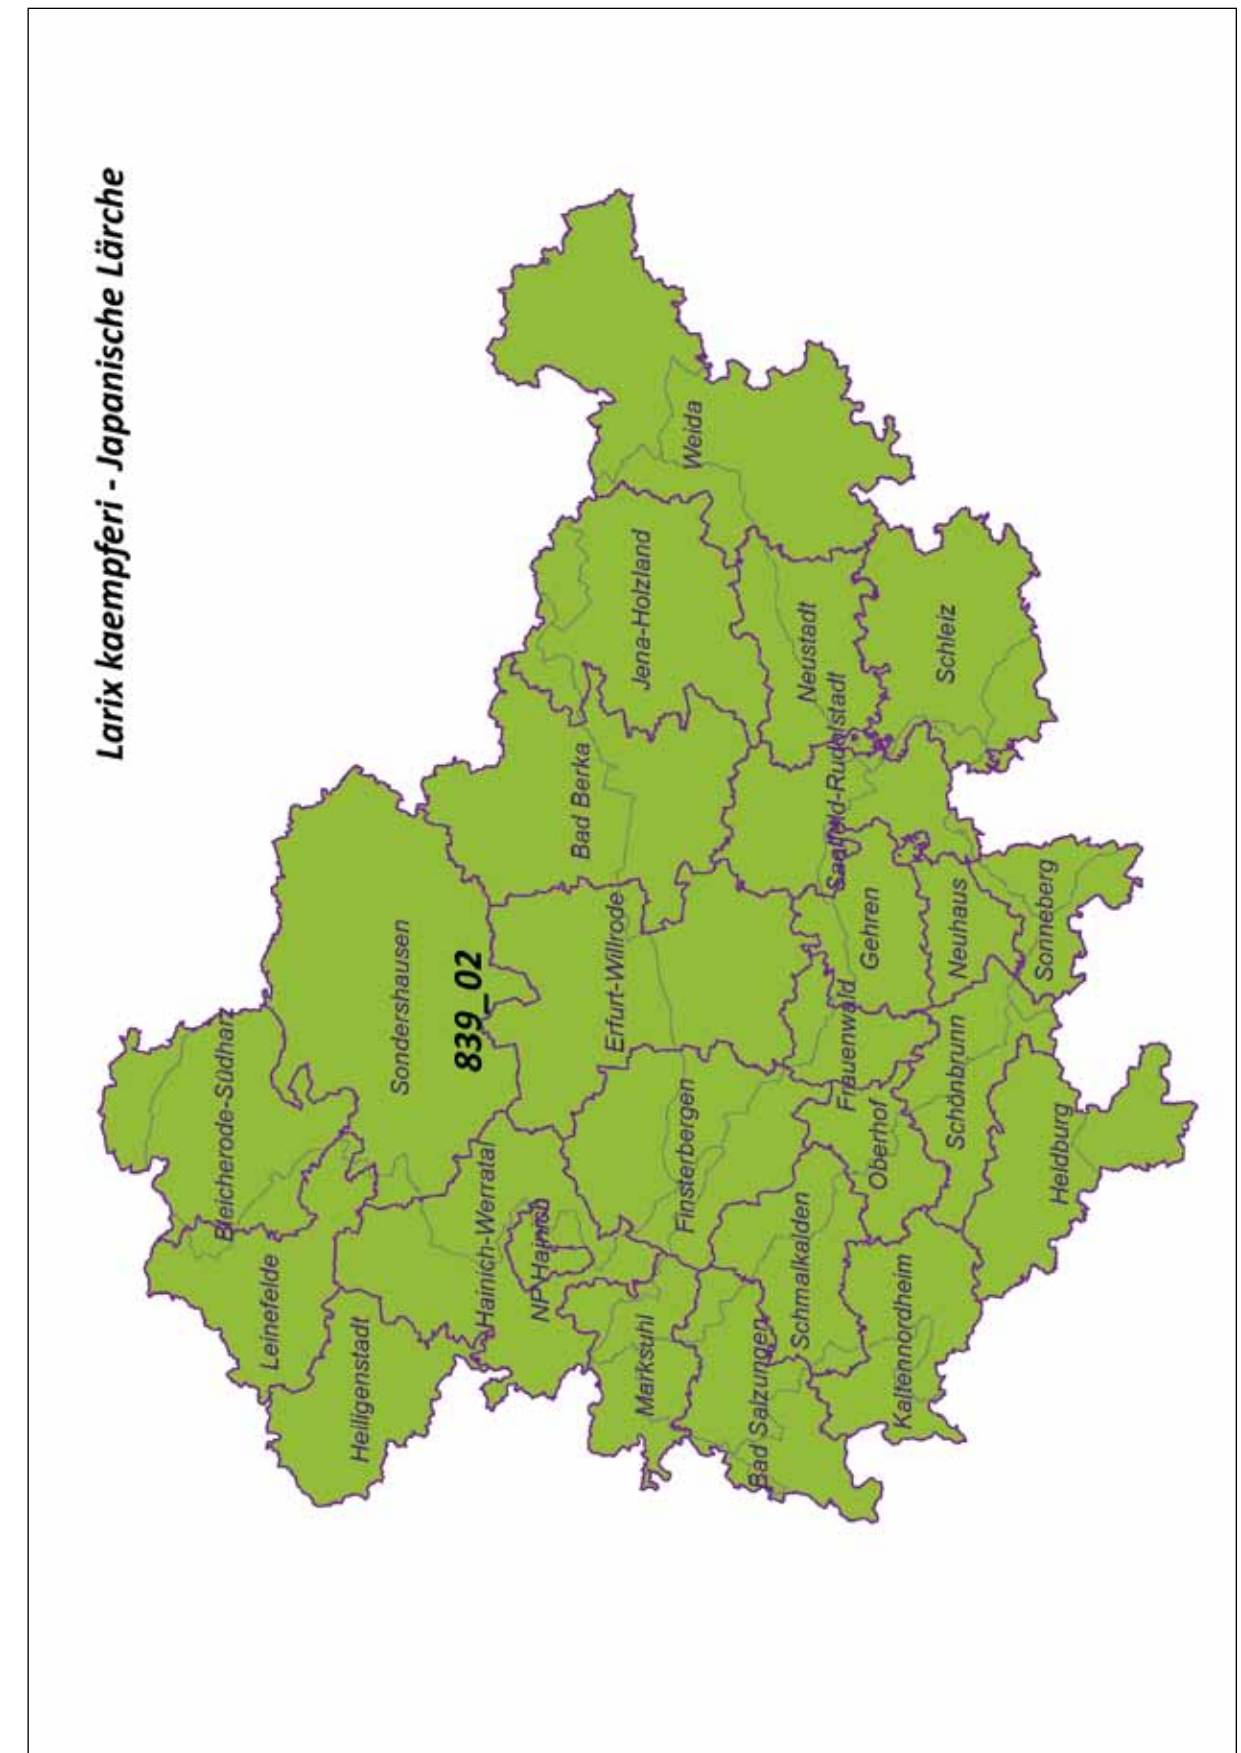 Larix kaempferi - Japanische Lärche
Bleicherode-Südharz
Leinefelde
Sondershausen
Heiligenstadt
839_02
Hainich-Werratal
NP Hainich
Bad Berka
Erfurt-Willrode
Jena-Holzland
Marksuhl
Finsterbergen
Weida
Bad Salzungen
Schmalkalden
Neustadt
Saalfeld-Rudolstadt
Frauenwald
Gehren
Oberhof
Kaltennordheim
Schönbrunn
Neuhaus
Schleiz
Sonneberg
Heldburg